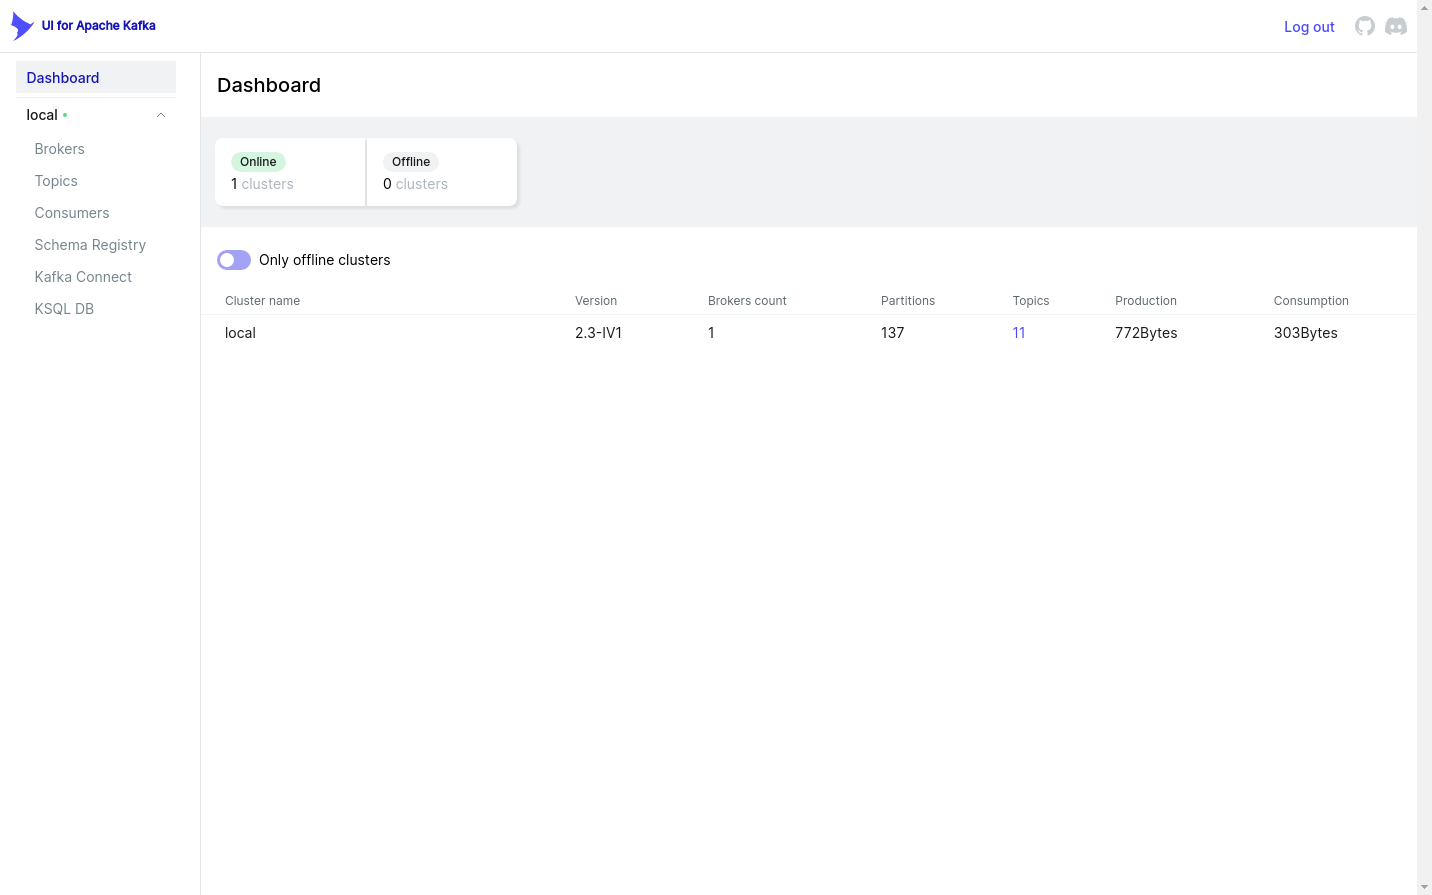 UI for Apache Kafka
Log out
Dashboard
local
Brokers
Topics
Consumers
Schema Registry
Kafka Connect
KSQL DB
Dashboard
Online
1 clusters
Offline
0 clusters
Only offline clusters
Cluster name Version Brokers count Partitions Topics Production Consumption
local 2.3-IV1 1 137 11 772Bytes 303Bytes